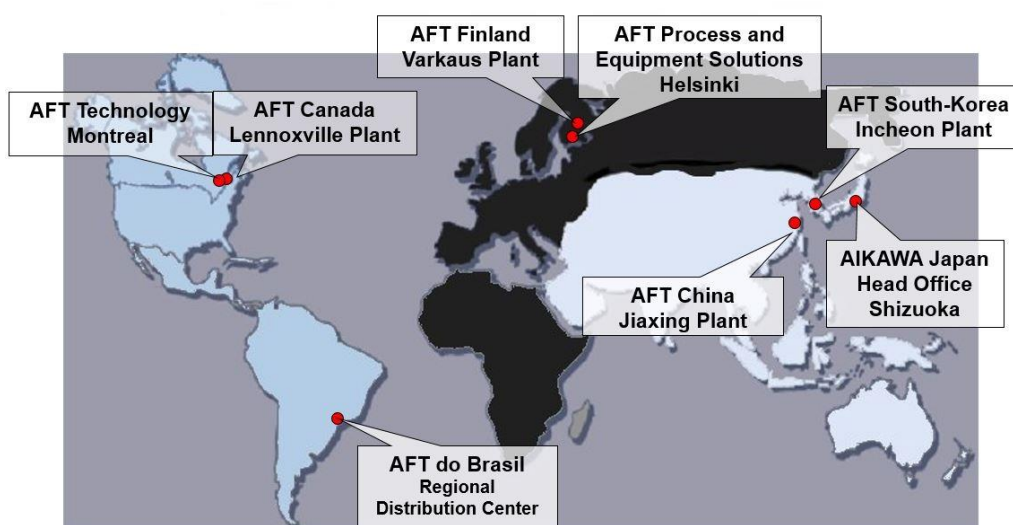 AFT Finland
Varkaus Plant
AFT Process and
Equipment Solutions
Helsinki
AFT Technology
Montreal
AFT Canada
Lennoxville Plant
AFT South-Korea
Incheon Plant
AIKAWA Japan
Head Office
Shizuoka
AFT China
Jiaxing Plant
AFT do Brasil
Regional
Distribution Center